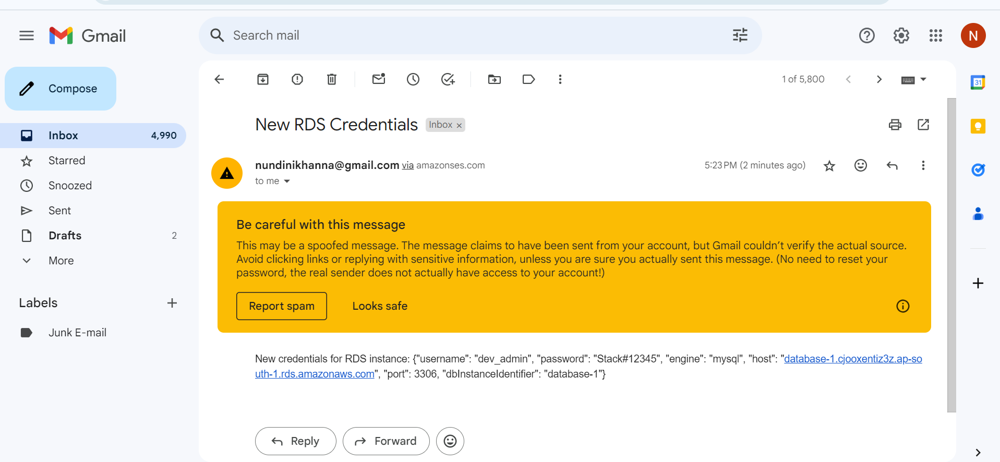 Gmail
Search mail
N
Compose
1 of 5,800
31
Inbox 4,990
Starred
Snoozed
Sent
Drafts 2
More
Labels
Junk E-mail
New RDS Credentials Inbox ×
nundinikhanna@gmail.com via amazonses.com 5:23 PM (2 minutes ago)
to me
Be careful with this message
This may be a spoofed message. The message claims to have been sent from your account, but Gmail couldn’t verify the actual source.
Avoid clicking links or replying with sensitive information, unless you are sure you actually sent this message. (No need to reset your
password, the real sender does not actually have access to your account!)
Report spam Looks safe
New credentials for RDS instance: {"username": "dev_admin", "password": "Stack#12345", "engine": "mysql", "host": "database-1.cjooxentiz3z.ap-so
uth-1.rds.amazonaws.com", "port": 3306, "dbInstanceIdentifier": "database-1"}
Reply Forward